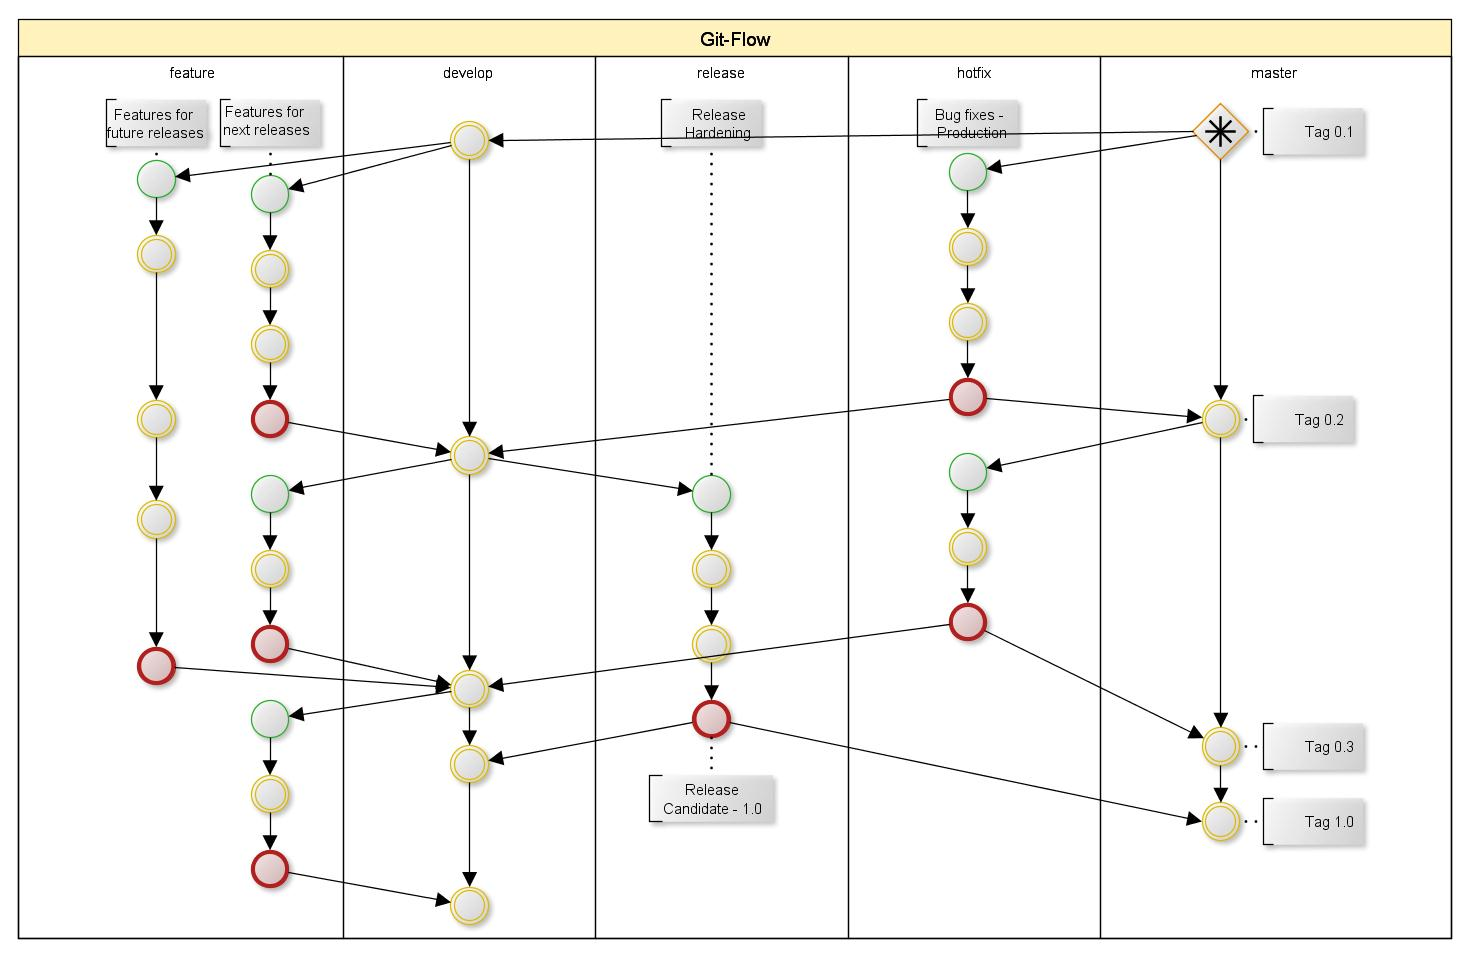 Git-Flow
feature
develop
release
hotfix
master
Features for
future releases
Features for
next releases
Release
Hardening
Bug fixes -
Production
Tag 0.1
Tag 0.2
Tag 0.3
Release
Candidate - 1.0
Tag 1.0